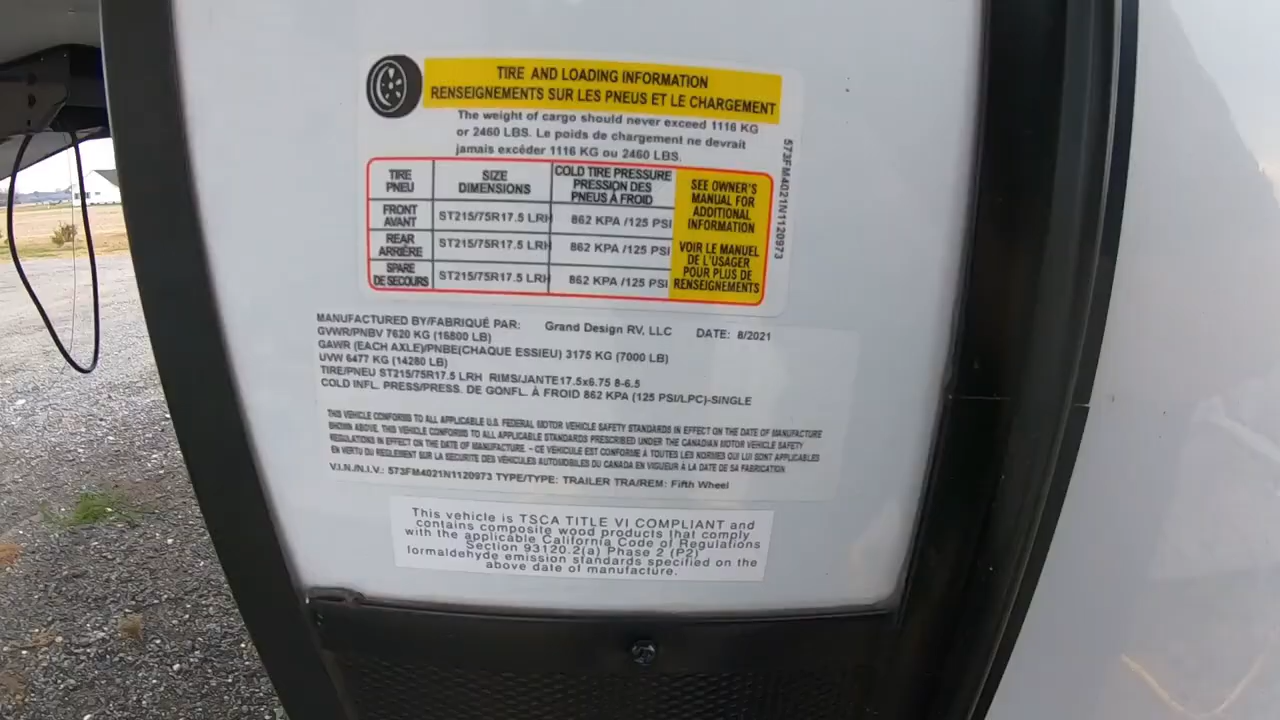 TIRE AND LOADING INFORMATION
RENSEIGNEMENTS SUR LES PNEUS ET LE CHARGEMENT
The weight of cargo should never exceed 1116 KG
or 2460 LBS. Le poids de chargement ne devrait
jamais excéder 1116 KG ou 2460 LBS.
TIRE PNEU SIZE DIMENSIONS COLD TIRE PRESSURE PRESSION DES PNEUS À FROID
FRONT AVANT ST215/75R17.5 LRH 862 KPA /125 PSI
REAR ARRIÈRE ST215/75R17.5 LRH 862 KPA /125 PSI
SPARE DE SECOURS ST215/75R17.5 LRH 862 KPA /125 PSI
SEE OWNER'S
MANUAL FOR
ADDITIONAL
INFORMATION
VOIR LE MANUEL
DE L'USAGER
POUR PLUS DE
RENSEIGNEMENTS
573FM4021N1120973
MANUFACTURED BY/FABRIQUÉ PAR: Grand Design RV, LLC DATE: 8/2021
GVWR/PNBV 7620 KG (16800 LB)
GAWR (EACH AXLE)/PNBE(CHAQUE ESSIEU) 3175 KG (7000 LB)
UVW 6477 KG (14280 LB)
TIRE/PNEU ST215/75R17.5 LRH RIMS/JANTE17.5x6.75 8-6.5
COLD INFL. PRESS/PRESS. DE GONFL. À FROID 862 KPA (125 PSI/LPC)-SINGLE
THIS VEHICLE CONFORMS TO ALL APPLICABLE U.S. FEDERAL MOTOR VEHICLE SAFETY STANDARDS IN EFFECT ON THE DATE OF MANUFACTURE
SHOWN ABOVE. THIS VEHICLE CONFORMS TO ALL APPLICABLE STANDARDS PRESCRIBED UNDER THE CANADIAN MOTOR VEHICLE SAFETY
REGULATIONS IN EFFECT ON THE DATE OF MANUFACTURE. - CE VÉHICULE EST CONFORME À TOUTES LES NORMES QUI LUI SONT APPLICABLES
EN VERTU DU REGLEMENT SUR LA SECURITE DES VÉHICULES AUTOMOBILES DU CANADA EN VIGUEUR À LA DATE DE SA FABRICATION
V.I.N./N.I.V.: 573FM4021N1120973 TYPE/TYPE: TRAILER TRA/REM: Fifth Wheel
This vehicle is TSCA TITLE VI COMPLIANT and
contains composite wood products that comply
with the applicable California Code of Regulations
Section 93120.2(a) Phase 2 (P2)
formaldehyde emission standards specified on the
above date of manufacture.